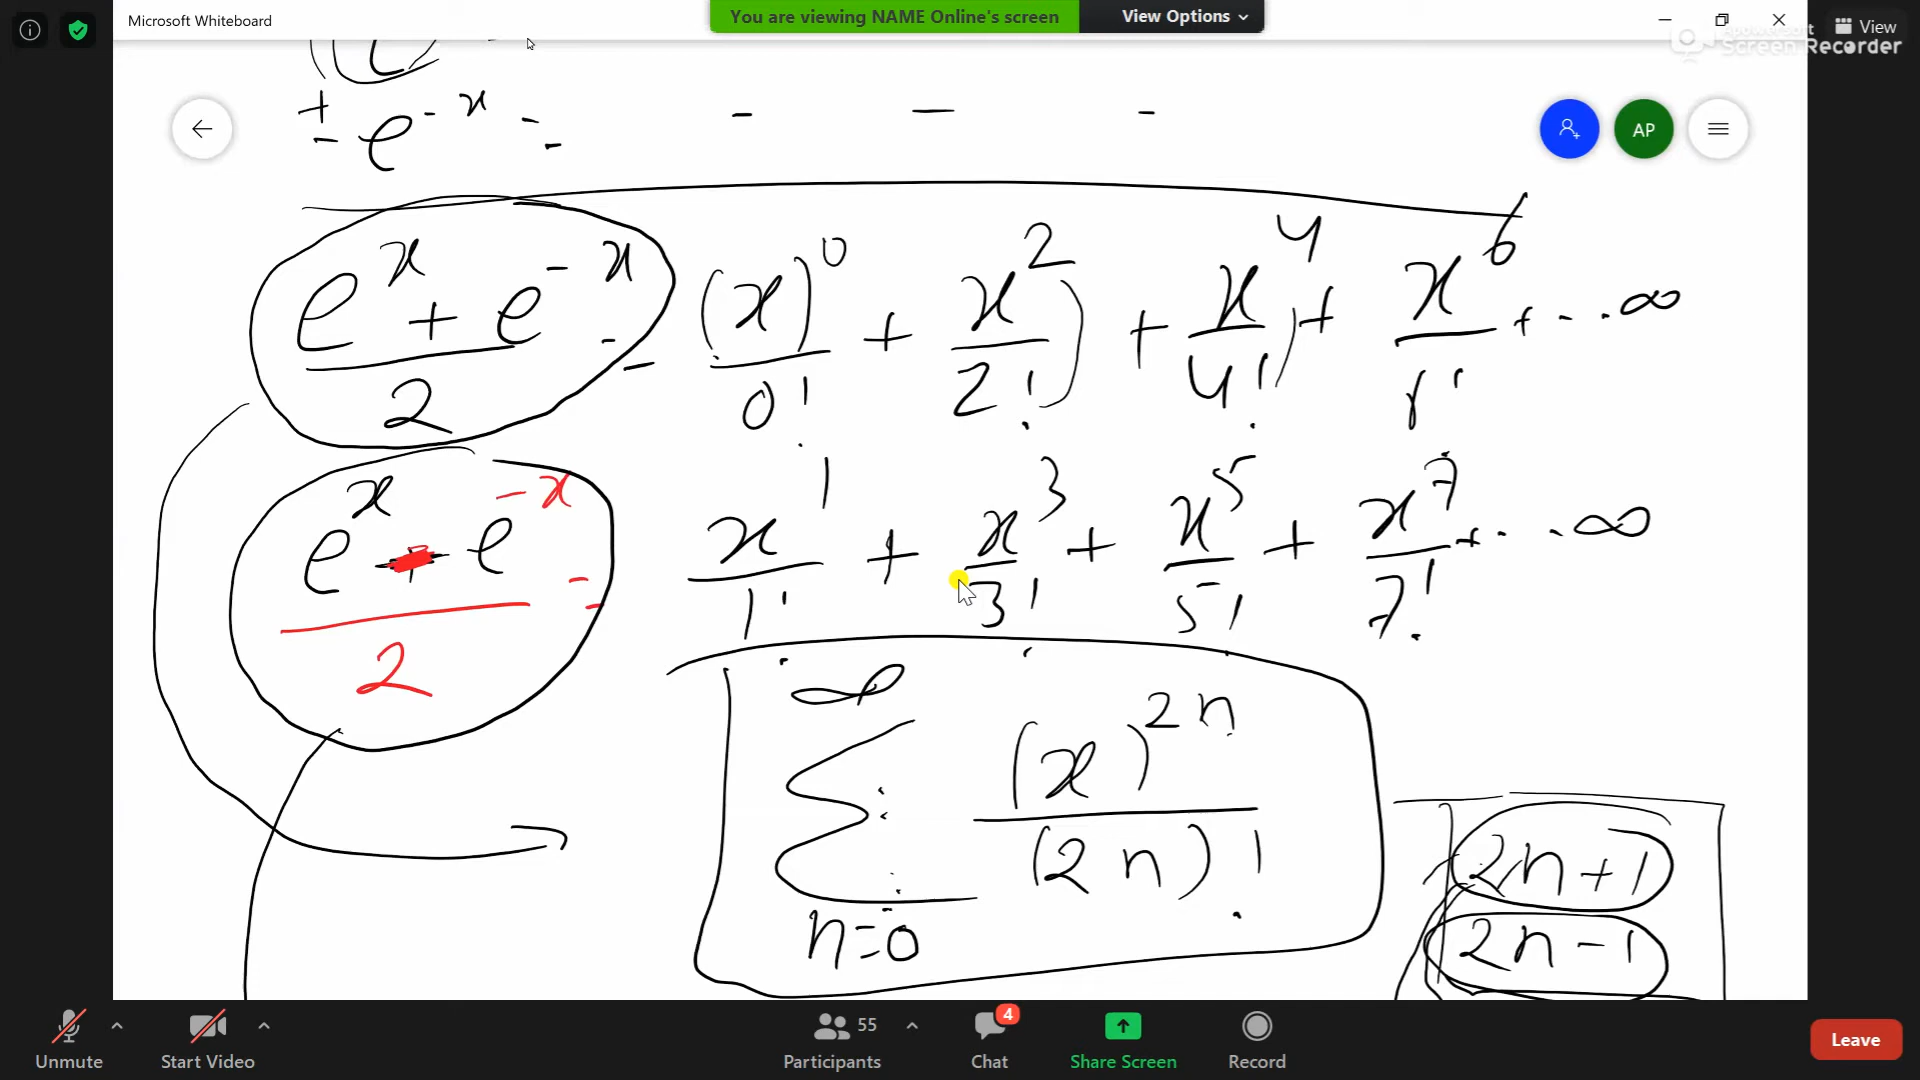 Microsoft Whiteboard
You are viewing NAME Online's screen
View Options
View
Apowersoft
Screen Recorder
AP
± e^-x =  -  -  -
(e^x + e^-x)/2 = (x)^0/0! + x^2/2! + x^4/4! + x^6/ + ... ∞
(e^x - e^-x)/2 = x^1/1! + x^3/3! + x^5/5! + x^7/7! + ... ∞
∞
∑ (x)^2n/(2n)!
n=0
2n+1
2n-1
Unmute
Start Video
55
Participants
4
Chat
Share Screen
Record
Leave